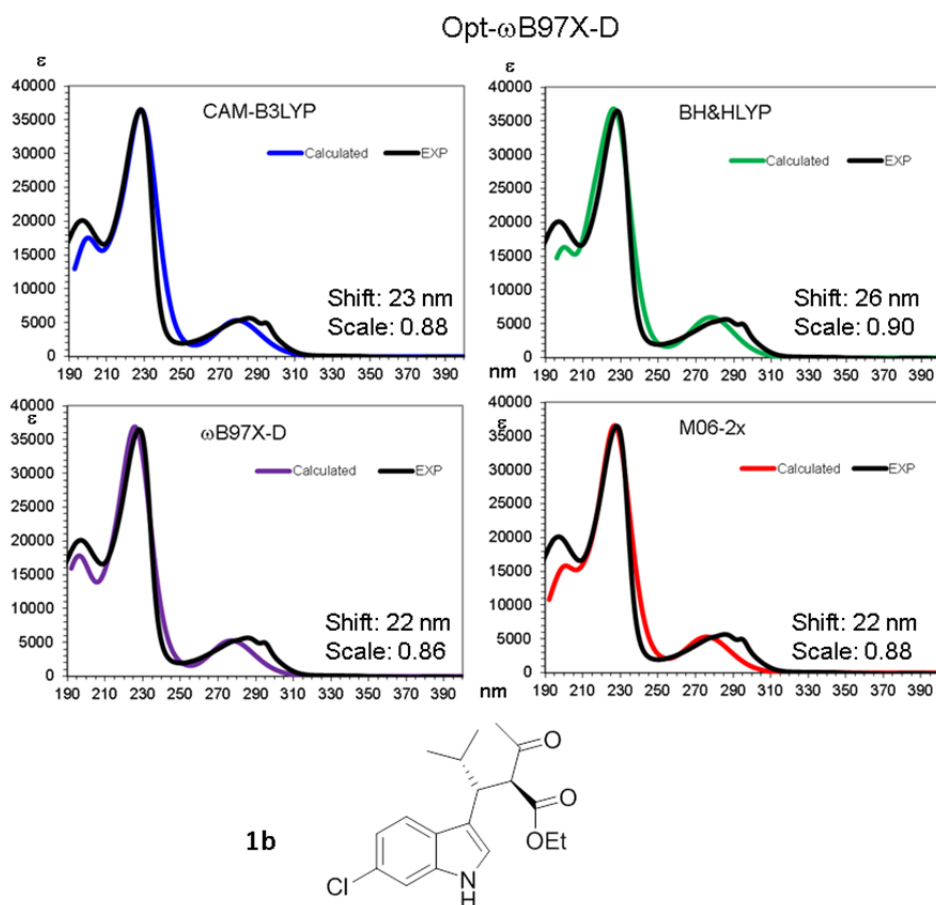 Opt-ωB97X-D
ε
CAM-B3LYP
Calculated EXP
40000
35000
30000
25000
20000
15000
10000
5000
0
Shift: 23 nm
Scale: 0.88
190 210 230 250 270 290 310 330 350 370 390
nm
ε
BH&HLYP
Calculated EXP
40000
35000
30000
25000
20000
15000
10000
5000
0
Shift: 26 nm
Scale: 0.90
190 210 230 250 270 290 310 330 350 370 390
ε
ωB97X-D
Calculated EXP
40000
35000
30000
25000
20000
15000
10000
5000
0
Shift: 22 nm
Scale: 0.86
190 210 230 250 270 290 310 330 350 370 390
nm
ε
M06-2x
Calculated EXP
40000
35000
30000
25000
20000
15000
10000
5000
0
Shift: 22 nm
Scale: 0.88
190 210 230 250 270 290 310 330 350 370 390
O
O
OEt
1b
Cl
N
H